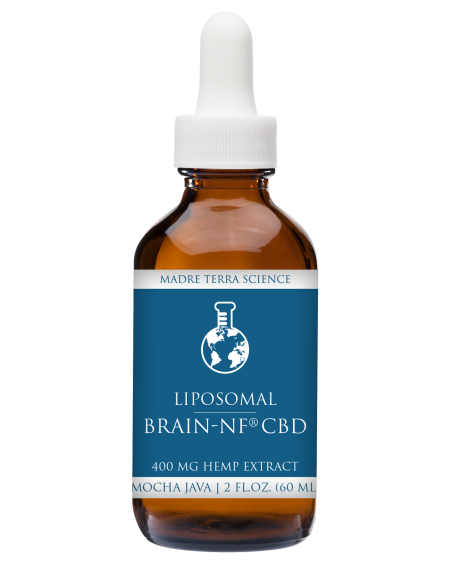 MADRE TERRA SCIENCE
LIPOSOMAL
BRAIN-NF® CBD
400 MG HEMP EXTRACT
MOCHA JAVA | 2 FL.OZ. (60 ML